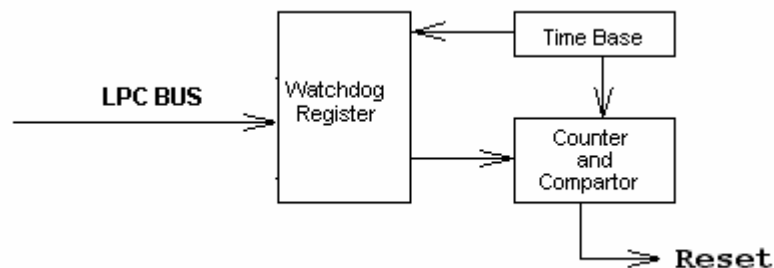 Time Base
LPC BUS
Watchdog
Register
Counter
and
Compartor
Reset